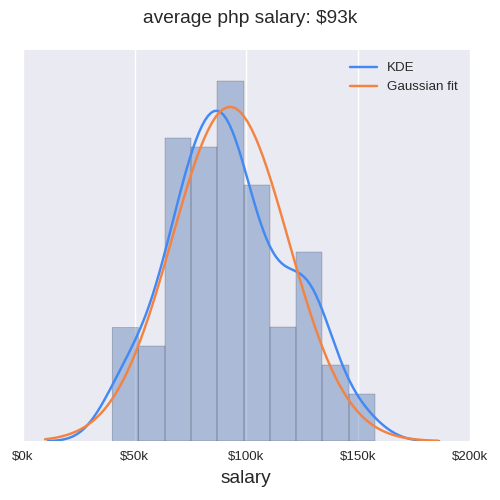 average php salary: $93k
KDE
Gaussian fit
$0k $50k $100k $150k $200k
salary